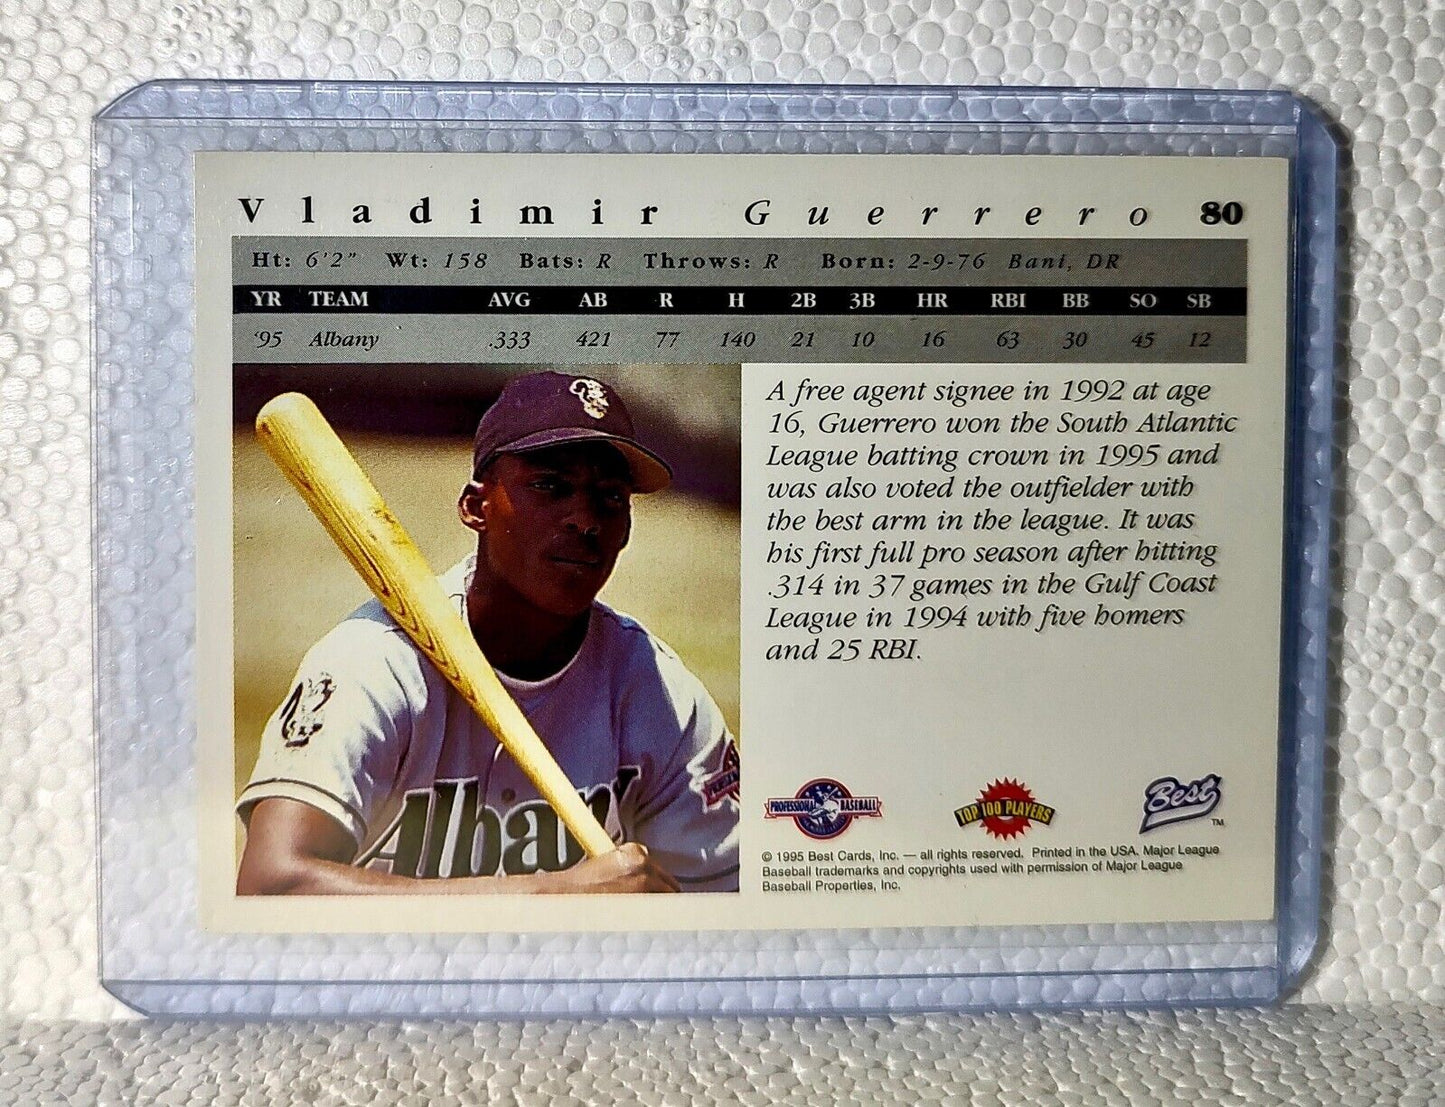 Vladimir Guerrero 80
Ht: 6'2" Wt: 158 Bats: R Throws: R Born: 2-9-76 Bani, DR
YR TEAM AVG AB R H 2B 3B HR RBI BB SO SB
'95 Albany .333 421 77 140 21 10 16 63 30 45 12
A free agent signee in 1992 at age
16, Guerrero won the South Atlantic
League batting crown in 1995 and
was also voted the outfielder with
the best arm in the league. It was
his first full pro season after hitting
.314 in 37 games in the Gulf Coast
League in 1994 with five homers
and 25 RBI.
Albany
PROFESSIONAL BASEBALL
TOP 100 PLAYERS
Best TM
© 1995 Best Cards, Inc. — all rights reserved. Printed in the USA. Major League
Baseball trademarks and copyrights used with permission of Major League
Baseball Properties, Inc.